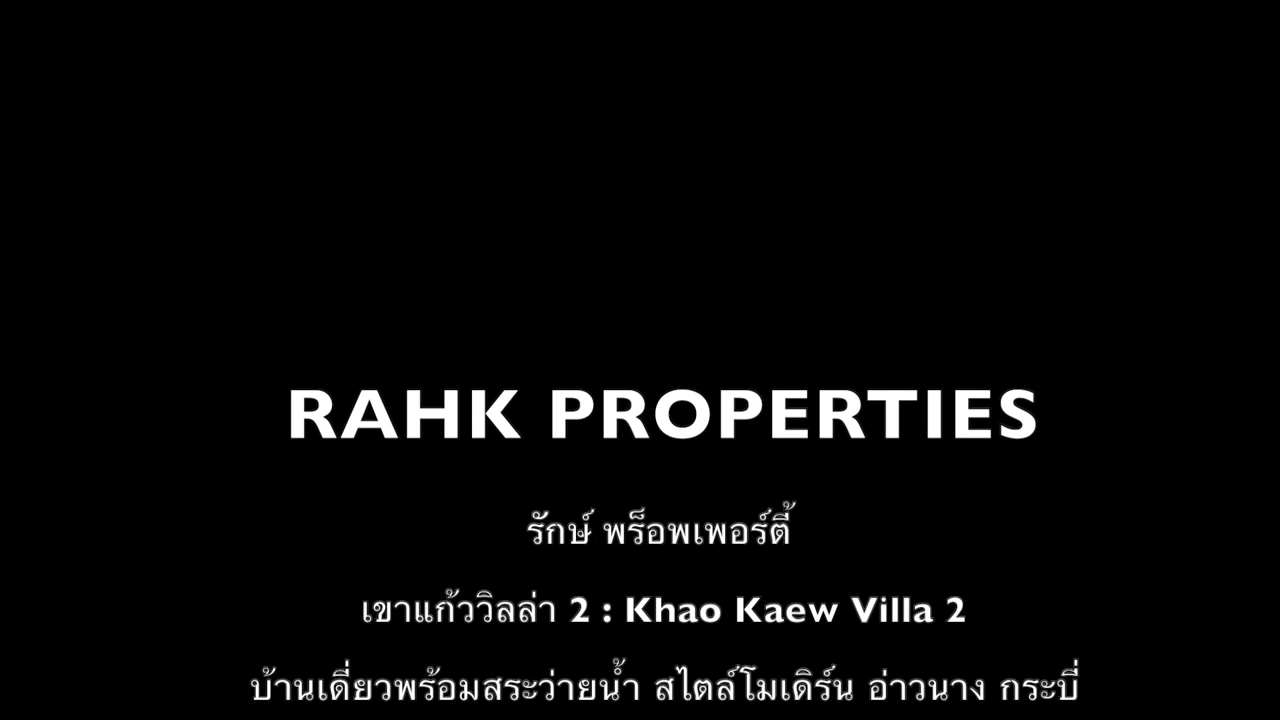 RAHK PROPERTIES
รักษ์ พร็อพเพอร์ตี้
เขาแก้ววิลล่า 2 : Khao Kaew Villa 2
บ้านเดี่ยวพร้อมสระว่ายน้ำ สไตล์โมเดิร์น อ่าวนาง กระบี่